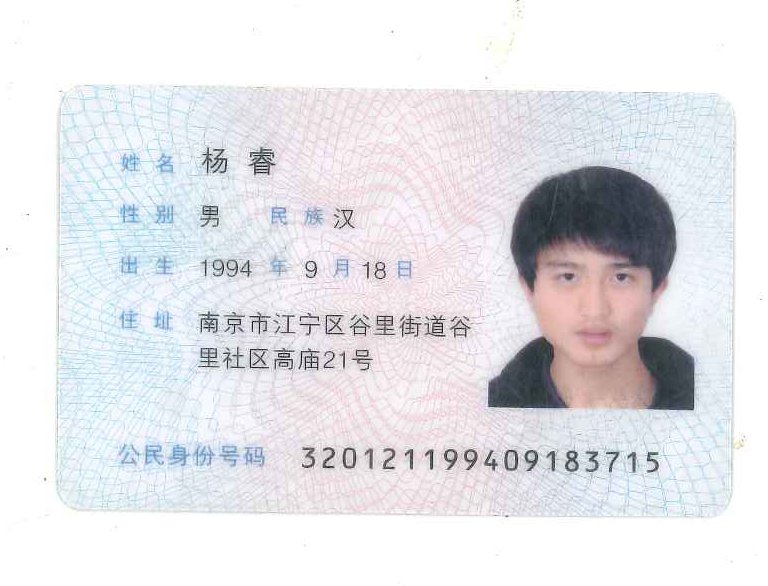 姓名 杨睿
性别 男 民族 汉
出生 1994 年 9 月 18 日
住址 南京市江宁区谷里街道谷
里社区高庙21号
公民身份号码 320121199409183715